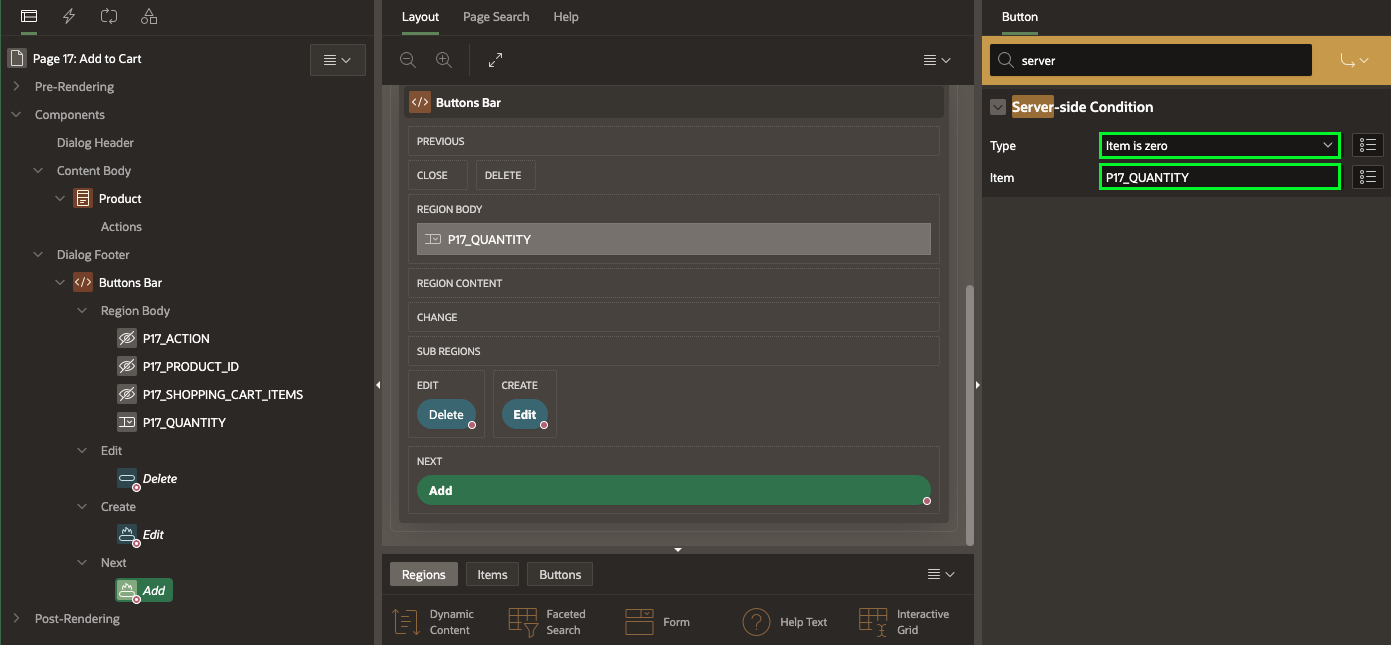 Page 17: Add to Cart
Pre-Rendering
Components
Dialog Header
Content Body
Product
Actions
Dialog Footer
Buttons Bar
Region Body
P17_ACTION
P17_PRODUCT_ID
P17_SHOPPING_CART_ITEMS
P17_QUANTITY
Edit
Delete
Create
Edit
Next
Add
Post-Rendering
Layout Page Search Help
Buttons Bar
PREVIOUS
CLOSE DELETE
REGION BODY
P17_QUANTITY
REGION CONTENT
CHANGE
SUB REGIONS
EDIT CREATE
Delete Edit
NEXT
Add
Regions Items Buttons
Dynamic
Content
Faceted
Search
Form
Help Text
Interactive
Grid
Button
server
Server-side Condition
Type Item is zero
Item P17_QUANTITY